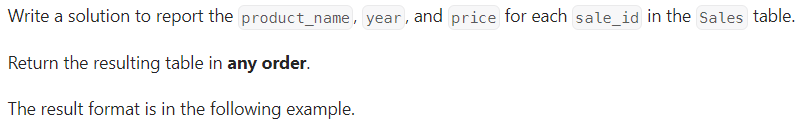 Write a solution to report the product_name, year, and price for each sale_id in the Sales table.
Return the resulting table in any order.
The result format is in the following example.